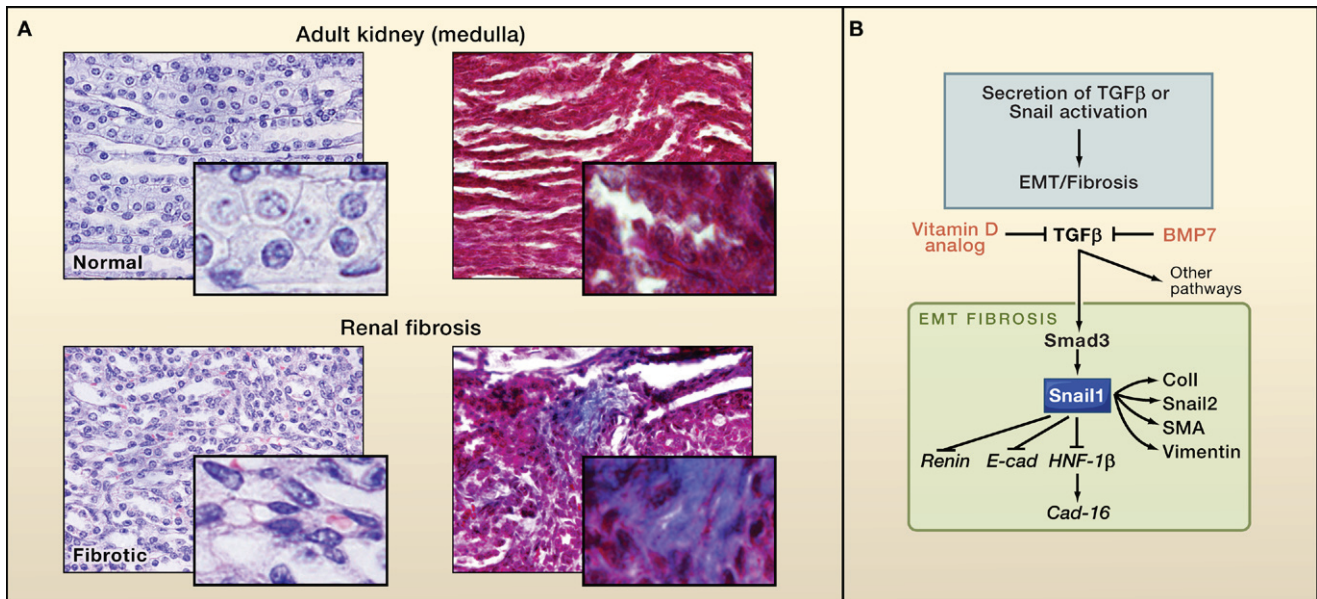 A
Adult kidney (medulla)
Normal
Renal fibrosis
Fibrotic
B
Secretion of TGFβ or
Snail activation
EMT/Fibrosis
Vitamin D
analog
TGFβ
BMP7
Other
pathways
EMT FIBROSIS
Smad3
Snail1
ColI
Snail2
SMA
Vimentin
Renin
E-cad
HNF-1β
Cad-16